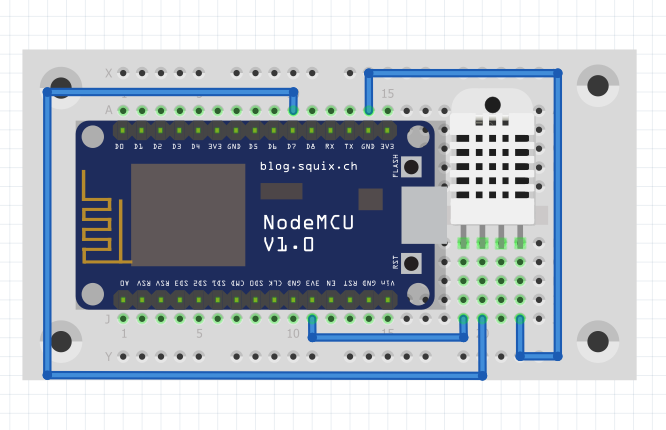 X
15
A
D0 D1 D2 D3 D4 3V3 GND D5 D6 D7 D8 RX TX GND 3V3
blog.squix.ch
FLASH
NodeMCU
V1.0
RST
A0 RSV RSV SD3 SD2 SD1 CMD SD0 CLK GND 3V3 EN RST GND Vin
J
1 5 10 15
Y